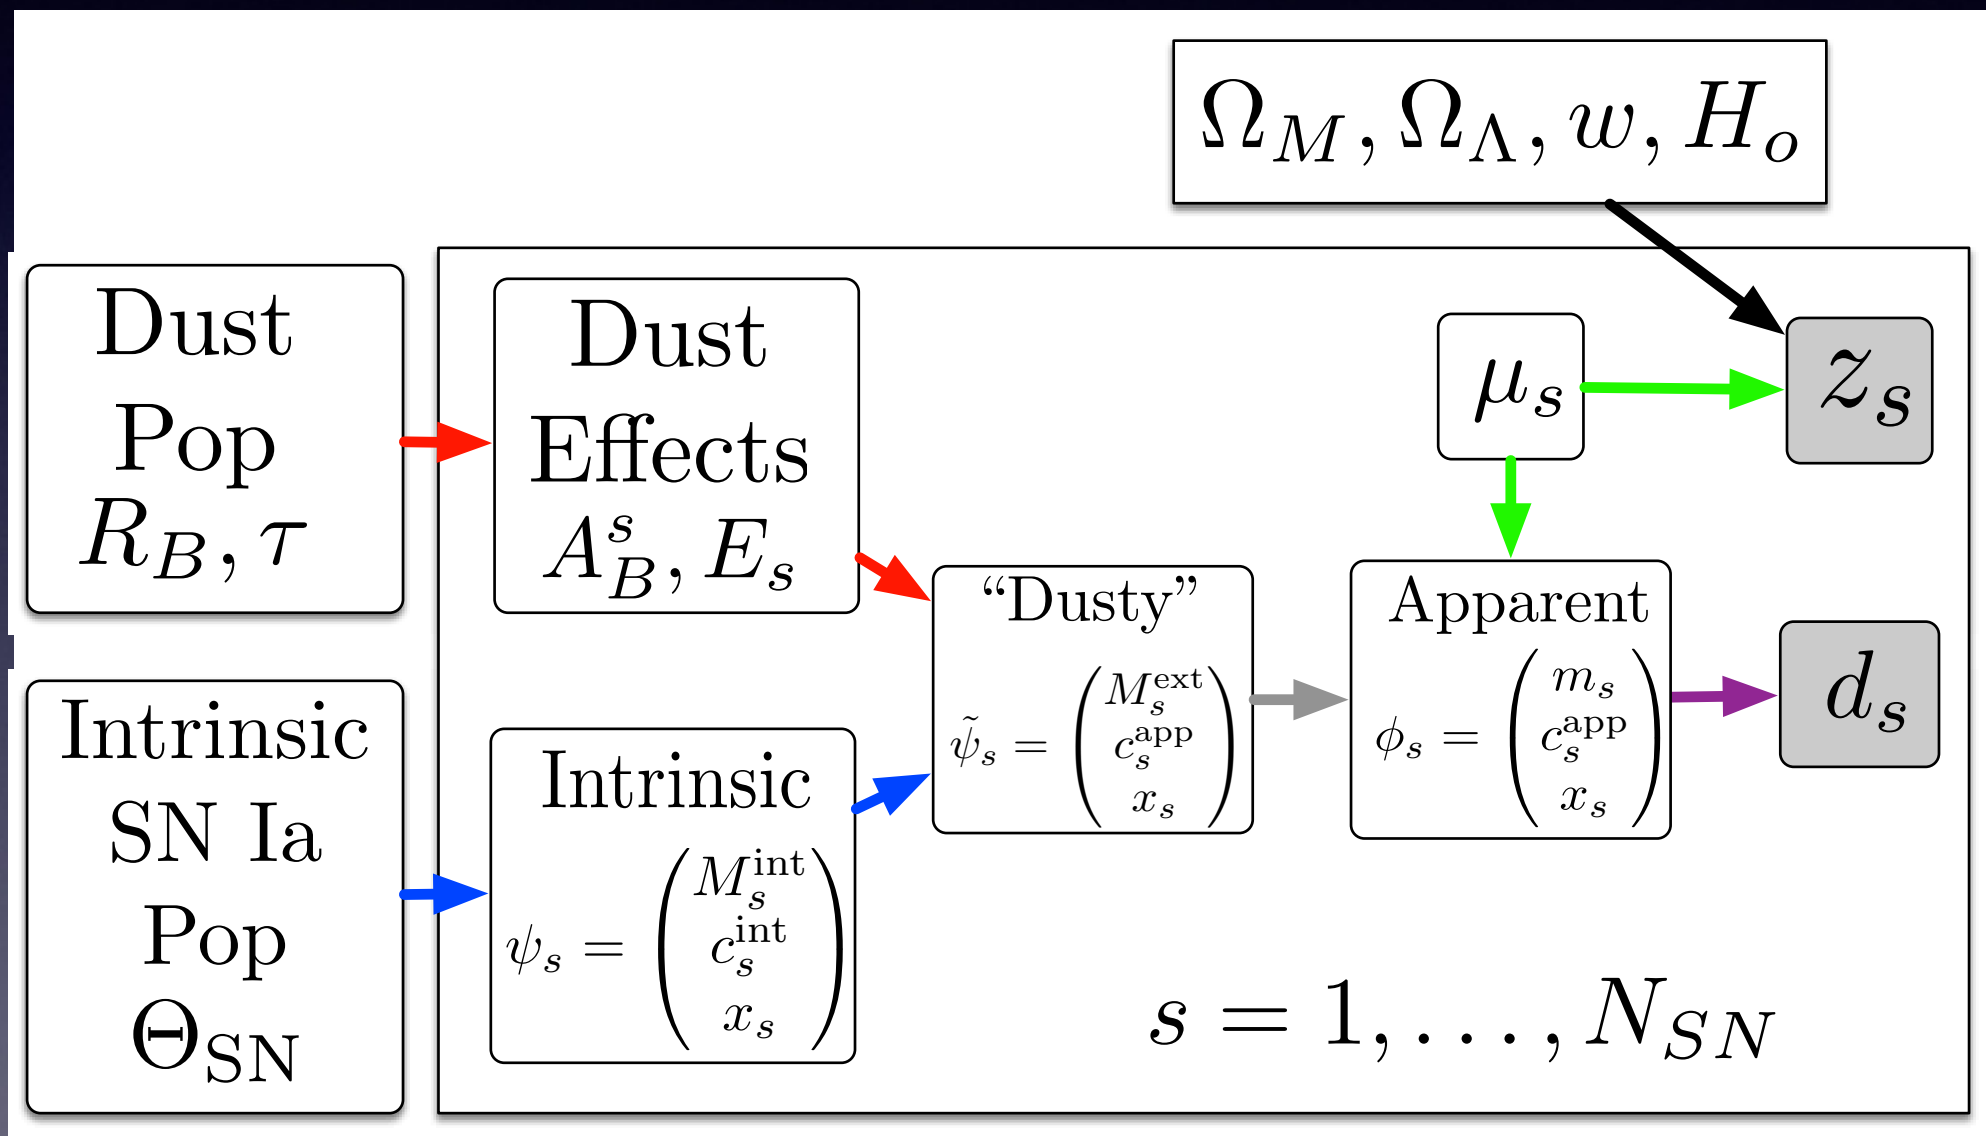 Ω_M, Ω_Λ, w, H_o
Dust
Pop
R_B, τ
Dust
Effects
A_B^s, E_s
μ_s
z_s
“Dusty”
ψ̃_s = (M_s^ext
c_s^app
x_s)
Apparent
φ_s = (m_s
c_s^app
x_s)
d_s
Intrinsic
SN Ia
Pop
Θ_SN
Intrinsic
ψ_s = (M_s^int
c_s^int
x_s)
s = 1, . . . , N_SN